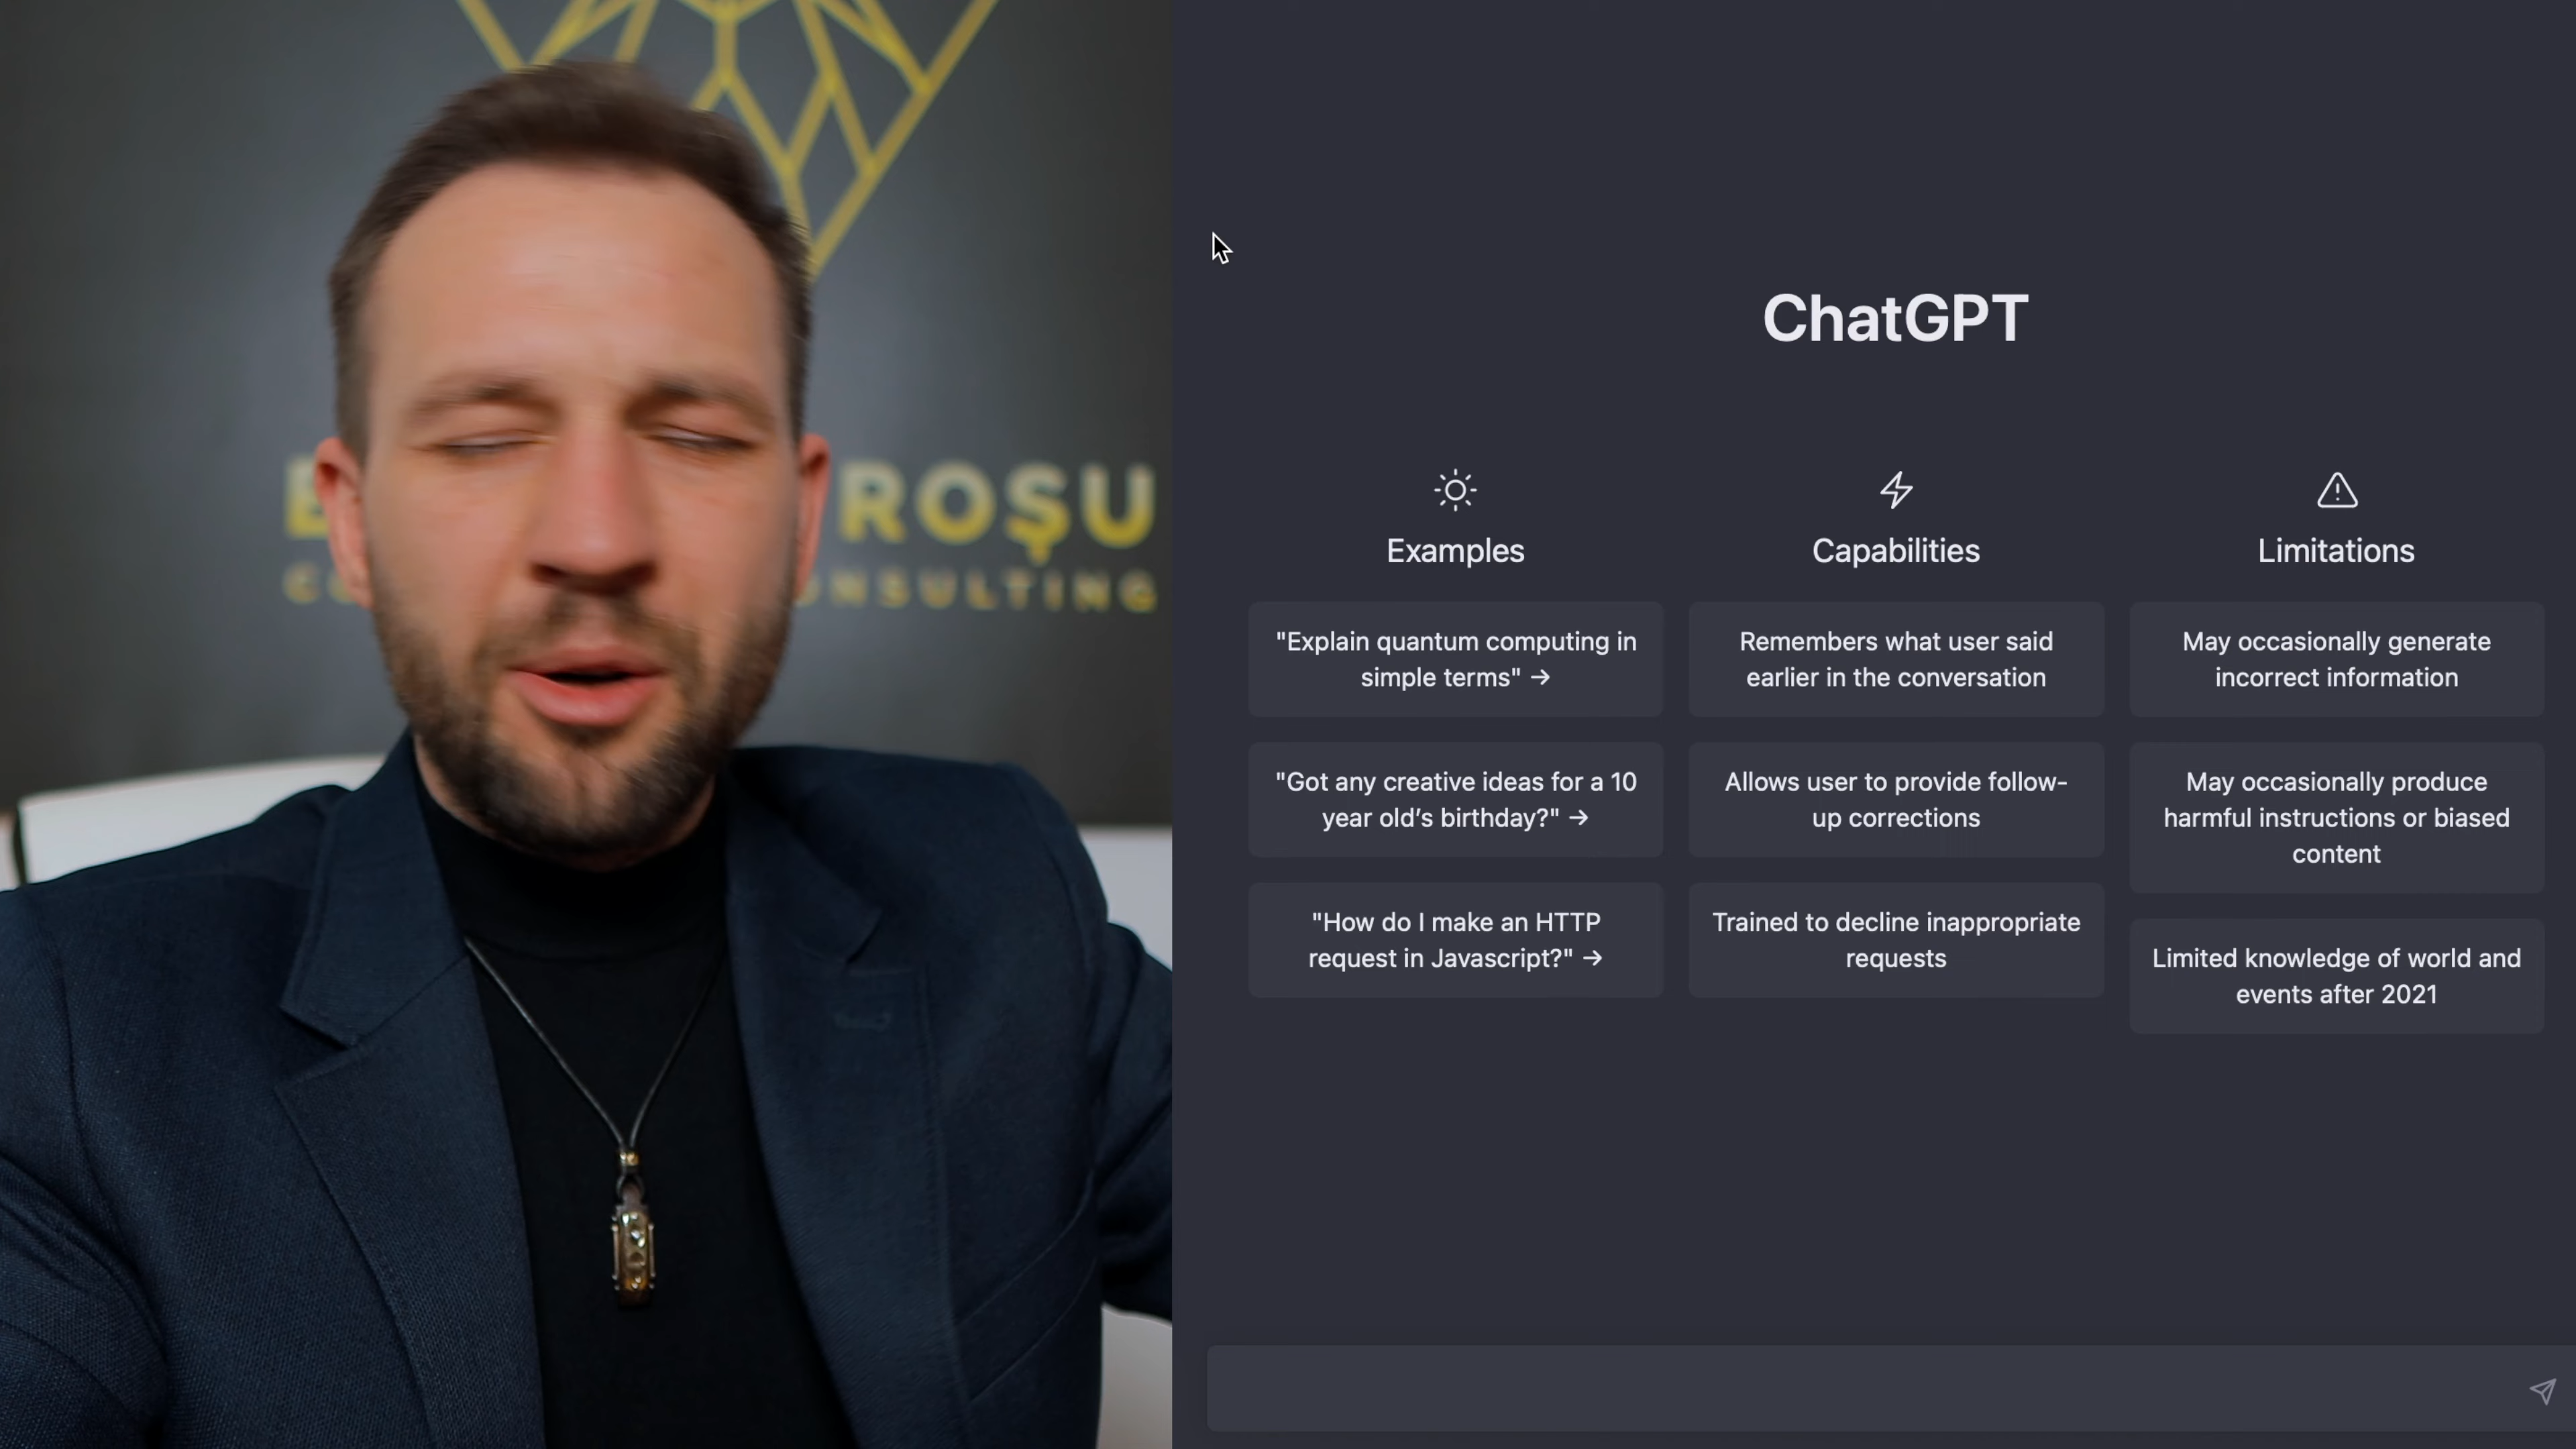 ROȘU
ChatGPT
Examples
"Explain quantum computing in
simple terms" →
"Got any creative ideas for a 10
year old's birthday?" →
"How do I make an HTTP
request in Javascript?" →
Capabilities
Remembers what user said
earlier in the conversation
Allows user to provide follow-
up corrections
Trained to decline inappropriate
requests
Limitations
May occasionally generate
incorrect information
May occasionally produce
harmful instructions or biased
content
Limited knowledge of world and
events after 2021